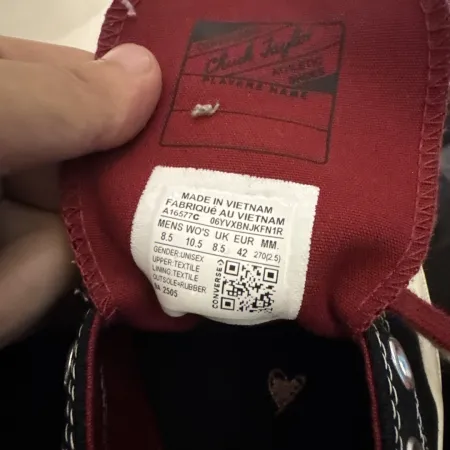 Chuck Taylor
ATHLETIC
SHOES
PLAYERS NAME
MADE IN VIETNAM
FABRIQUÉ AU VIETNAM
A16577C 06YVXBNJKFN1R
MENS WO'S UK EUR MM.
8.5 10.5 8.5 42 270(2.5)
GENDER:UNISEX
UPPER:TEXTILE
LINING:TEXTILE
OUTSOLE=RUBBER
2505
CONVERSE